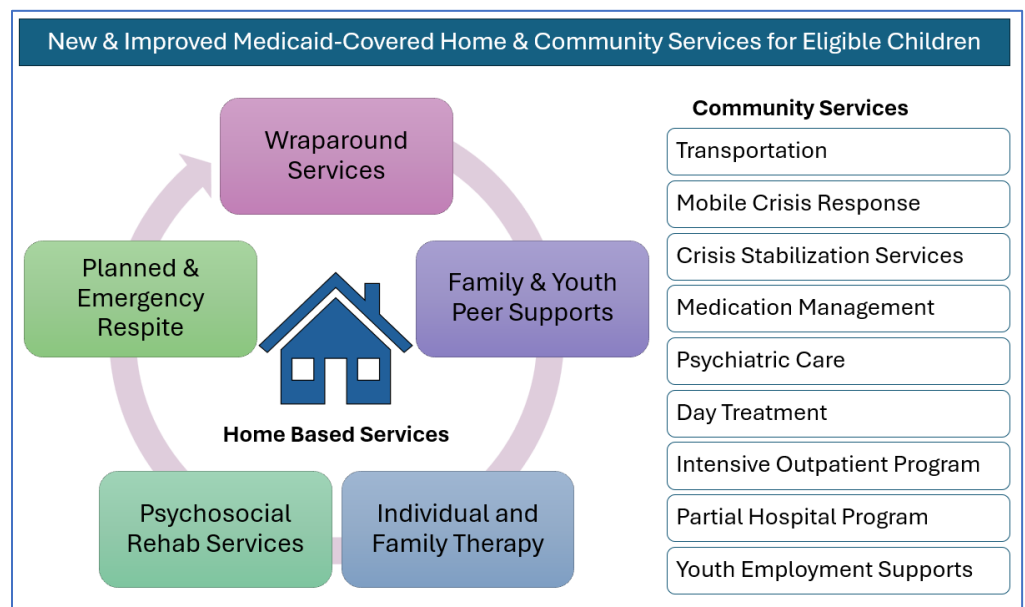 New & Improved Medicaid-Covered Home & Community Services for Eligible Children
Wraparound
Services
Family & Youth
Peer Supports
Individual and
Family Therapy
Psychosocial
Rehab Services
Planned &
Emergency
Respite
Home Based Services
Community Services
Transportation
Mobile Crisis Response
Crisis Stabilization Services
Medication Management
Psychiatric Care
Day Treatment
Intensive Outpatient Program
Partial Hospital Program
Youth Employment Supports